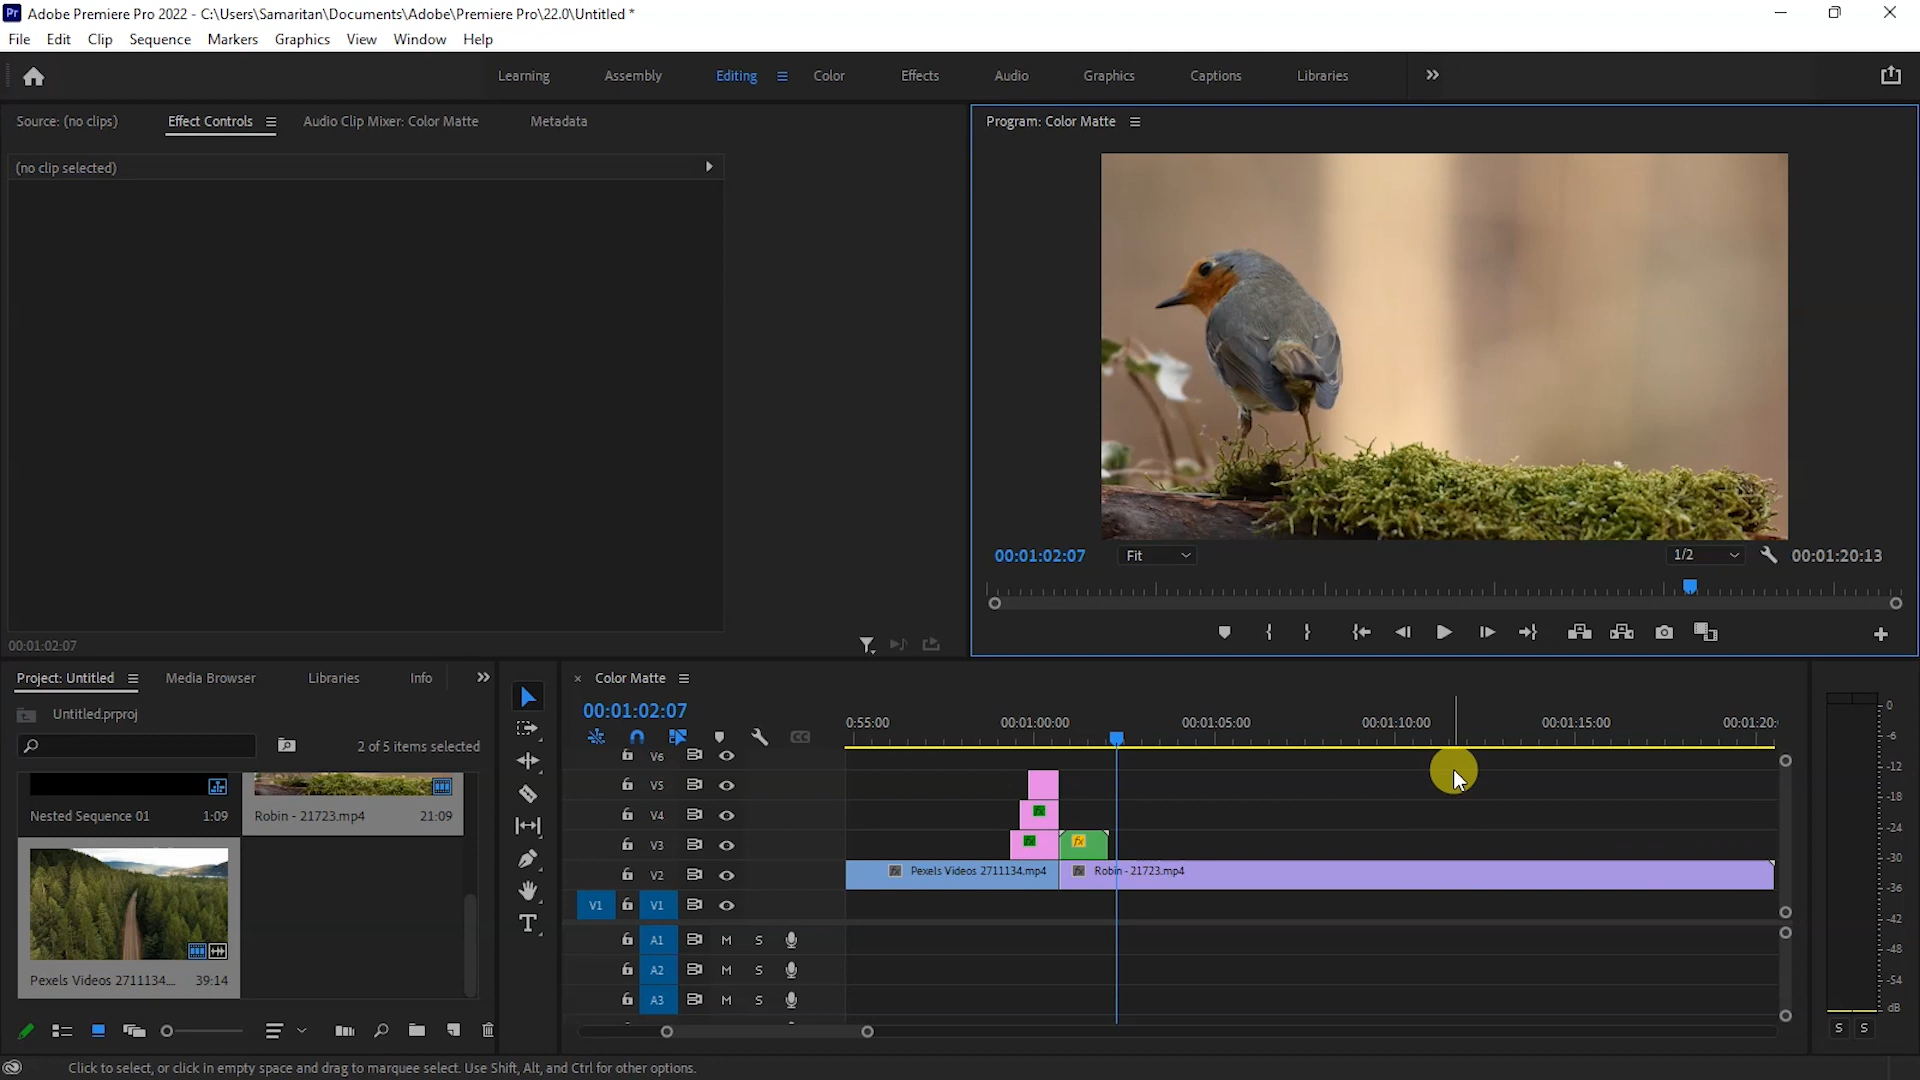 Pr Adobe Premiere Pro 2022 - C:\Users\Samaritan\Documents\Adobe\Premiere Pro\22.0\Untitled *
File Edit Clip Sequence Markers Graphics View Window Help
Learning Assembly Editing Color Effects Audio Graphics Captions Libraries
Source: (no clips) Effect Controls Audio Clip Mixer: Color Matte Metadata
Program: Color Matte
(no clip selected)
00:01:02:07 Fit 1/2 00:01:20:13
00:01:02:07
Project: Untitled Media Browser Libraries Info
Untitled.prproj
2 of 5 items selected
Nested Sequence 01 1:09
Robin - 21723.mp4 21:09
Pexels Videos 2711134.... 39:14
Color Matte
00:01:02:07
0:55:00 00:01:00:00 00:01:05:00 00:01:10:00 00:01:15:00 00:01:20:
CC
V6
V5
V4 fx
V3 fx fx
V2 fx Pexels Videos 2711134.mp4 fx Robin - 21723.mp4
V1 V1
A1 M S
A2 M S
A3 M S
T
0
-6
-12
-18
-24
-30
-36
-42
-48
-54
dB
S S
Click to select, or click in empty space and drag to marquee select. Use Shift, Alt, and Ctrl for other options.